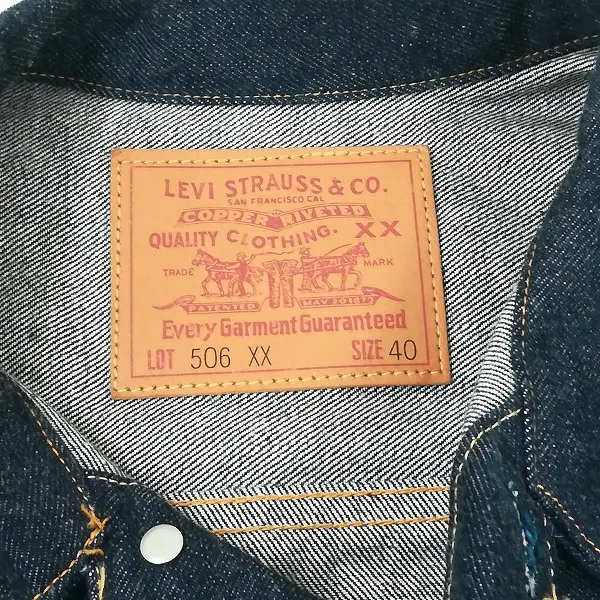 LEVI STRAUSS & CO.
SAN FRANCISCO CAL
COPPER RIVETED
QUALITY CLOTHING. XX
TRADE MARK
PATENTED MAY 20 1873
Every Garment Guaranteed
LOT 506 XX SIZE 40